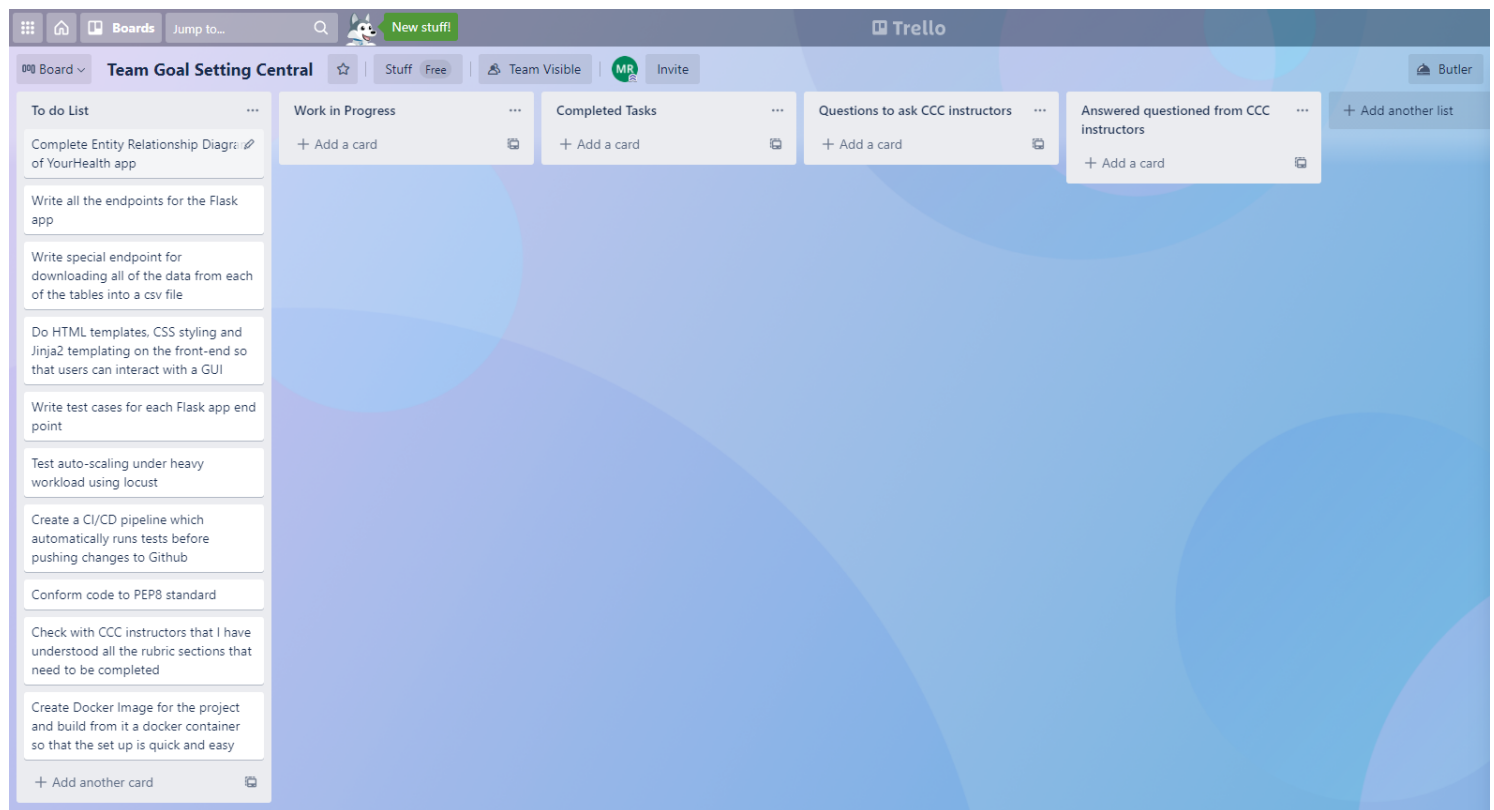 Boards
Jump to...
New stuff!
Trello
Board
Team Goal Setting Central
Stuff Free
Team Visible
MR
Invite
Butler
To do List
Complete Entity Relationship Diagra
of YourHealth app
Write all the endpoints for the Flask
app
Write special endpoint for
downloading all of the data from each
of the tables into a csv file
Do HTML templates, CSS styling and
Jinja2 templating on the front-end so
that users can interact with a GUI
Write test cases for each Flask app end
point
Test auto-scaling under heavy
workload using locust
Create a CI/CD pipeline which
automatically runs tests before
pushing changes to Github
Conform code to PEP8 standard
Check with CCC instructors that I have
understood all the rubric sections that
need to be completed
Create Docker Image for the project
and build from it a docker container
so that the set up is quick and easy
+ Add another card
Work in Progress
+ Add a card
Completed Tasks
+ Add a card
Questions to ask CCC instructors
+ Add a card
Answered questioned from CCC
instructors
+ Add a card
+ Add another list